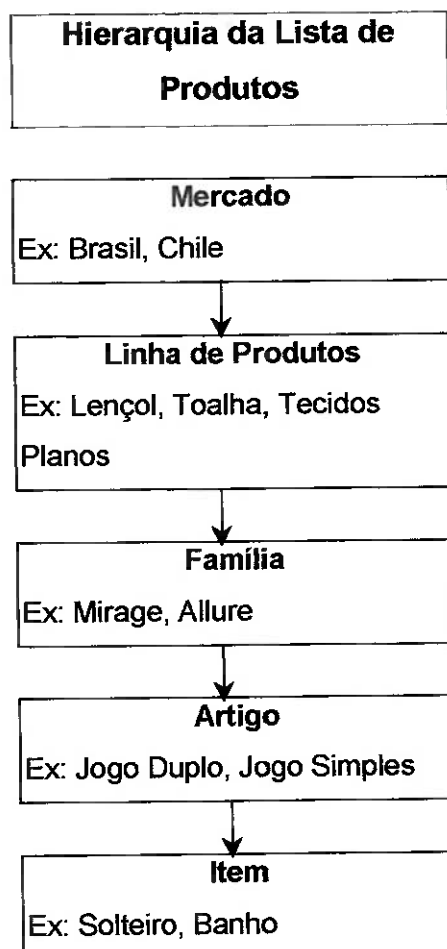 Hierarquia da Lista de
Produtos
Mercado
Ex: Brasil, Chile
Linha de Produtos
Ex: Lençol, Toalha, Tecidos
Planos
Família
Ex: Mirage, Allure
Artigo
Ex: Jogo Duplo, Jogo Simples
Item
Ex: Solteiro, Banho